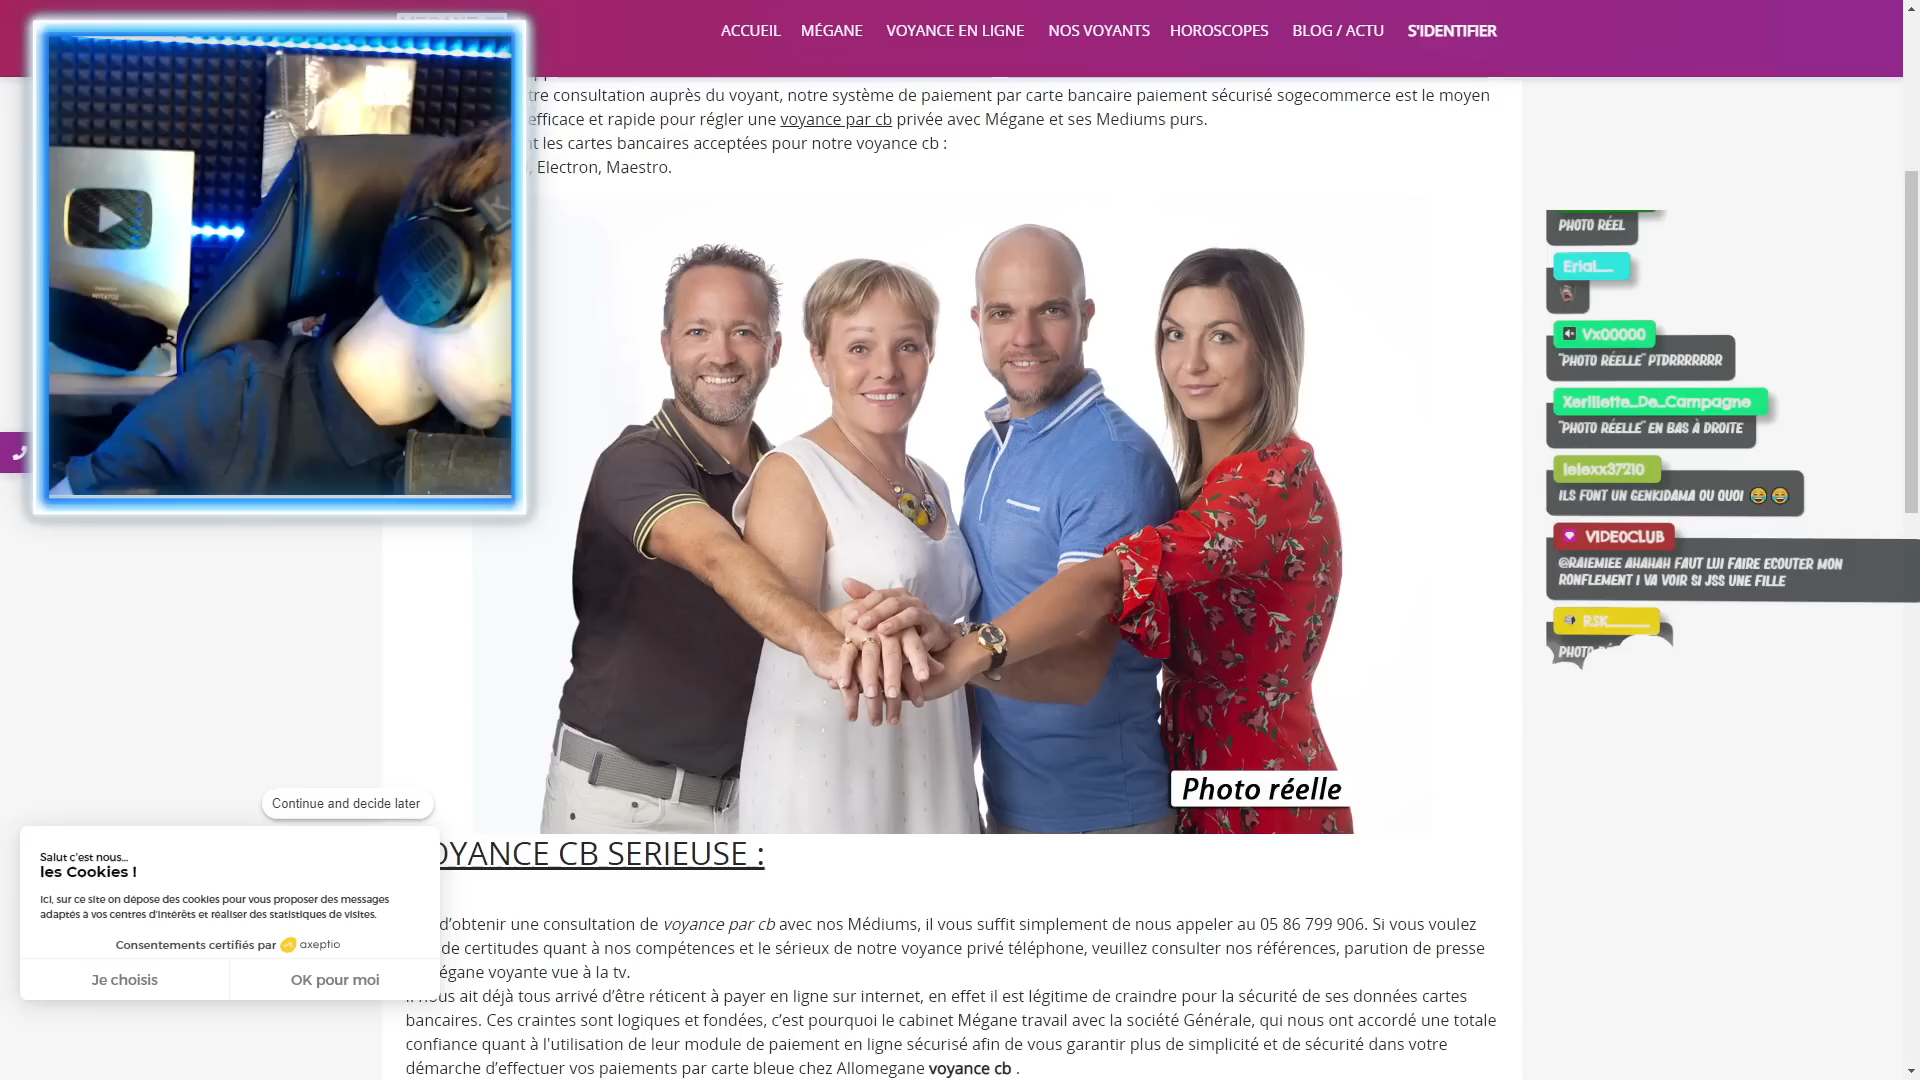 ACCUEIL MÉGANE VOYANCE EN LIGNE NOS VOYANTS HOROSCOPES BLOG / ACTU S'IDENTIFIER
consultation auprès du voyant, notre système de paiement par carte bancaire paiement sécurisé sogecommerce est le moyen
efficace et rapide pour régler une voyance par cb privée avec Mégane et ses Mediums purs.
les cartes bancaires acceptées pour notre voyance cb :
, Electron, Maestro.
Photo réelle
OYANCE CB SERIEUSE :
d’obtenir une consultation de voyance par cb avec nos Médiums, il vous suffit simplement de nous appeler au 05 86 799 906. Si vous voulez
de certitudes quant à nos compétences et le sérieux de notre voyance privé téléphone, veuillez consulter nos références, parution de presse
égane voyante vue à la tv.
Il nous ait déjà tous arrivé d’être réticent à payer en ligne sur internet, en effet il est légitime de craindre pour la sécurité de ses données cartes
bancaires. Ces craintes sont logiques et fondées, c’est pourquoi le cabinet Mégane travail avec la société Générale, qui nous ont accordé une totale
confiance quant à l'utilisation de leur module de paiement en ligne sécurisé afin de vous garantir plus de simplicité et de sécurité dans votre
démarche d’effectuer vos paiements par carte bleue chez Allomegane voyance cb .
Continue and decide later
Salut c'est nous...
les Cookies !
Ici, sur ce site on dépose des cookies pour vous proposer des messages
adaptés à vos centres d'intérêts et réaliser des statistiques de visites.
Consentements certifiés par axeptio
Je choisis OK pour moi
PHOTO RÉEL
Erial__
Vx00000
"PHOTO RÉELLE" PTDRRRRRRR
Xerillette_De_Campagne
"PHOTO RÉELLE" EN BAS À DROITE
lelexx37210
ILS FONT UN GENKIDAMA OU QUOI 😂 😂
VIDEOCLUB
@RAIEMIEE AHAHAH FAUT LUI FAIRE ECOUTER MON
RONFLEMENT I VA VOIR SI JSS UNE FILLE
PHOTO